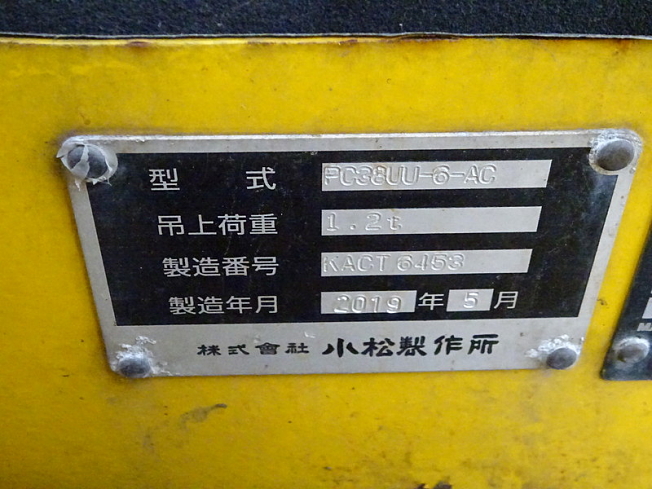 型式 PC38UU-6-AC
吊上荷重 1.2t
製造番号 KACT 6453
製造年月 2019年5月
株式會社 小松製作所